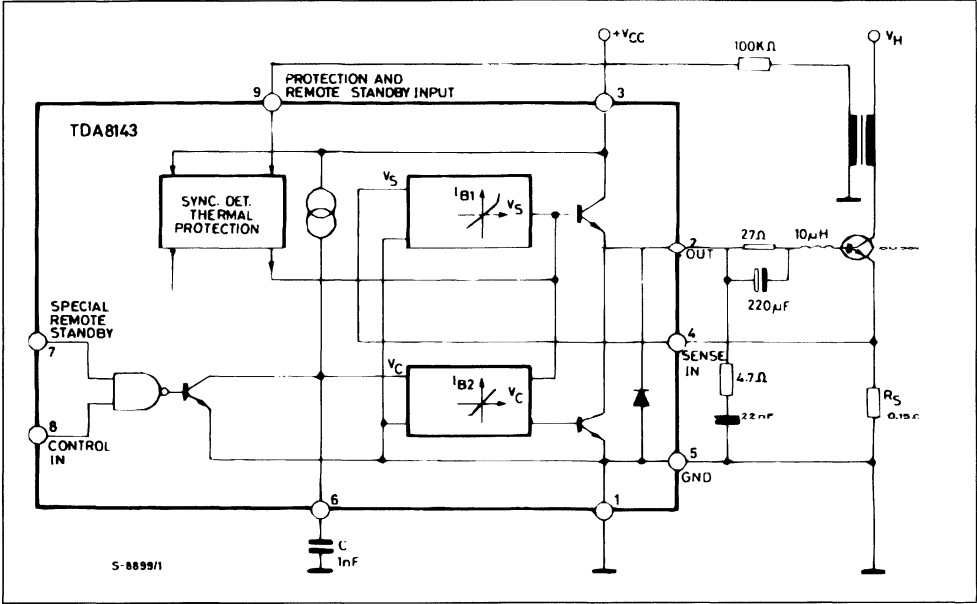 +VCC
VH
100KΩ
PROTECTION AND
REMOTE STANDBY INPUT
9
3
TDA8143
SYNC. DET.
THERMAL
PROTECTION
VS
IB1
VS
2
OUT
27Ω
10µH
220µF
SPECIAL
REMOTE
STANDBY
7
4
SENSE
IN
VC
IB2
VC
4.7Ω
RS
8
CONTROL
IN
5
GND
6
1
C
1nF
S-8899/1